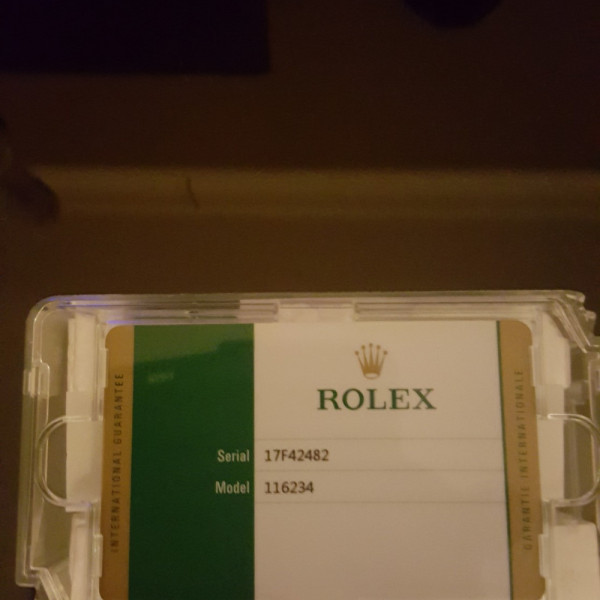 ROLEX
Serial 17F42482
Model 116234
INTERNATIONAL GUARANTEE
GARANTIE INTERNATIONALE